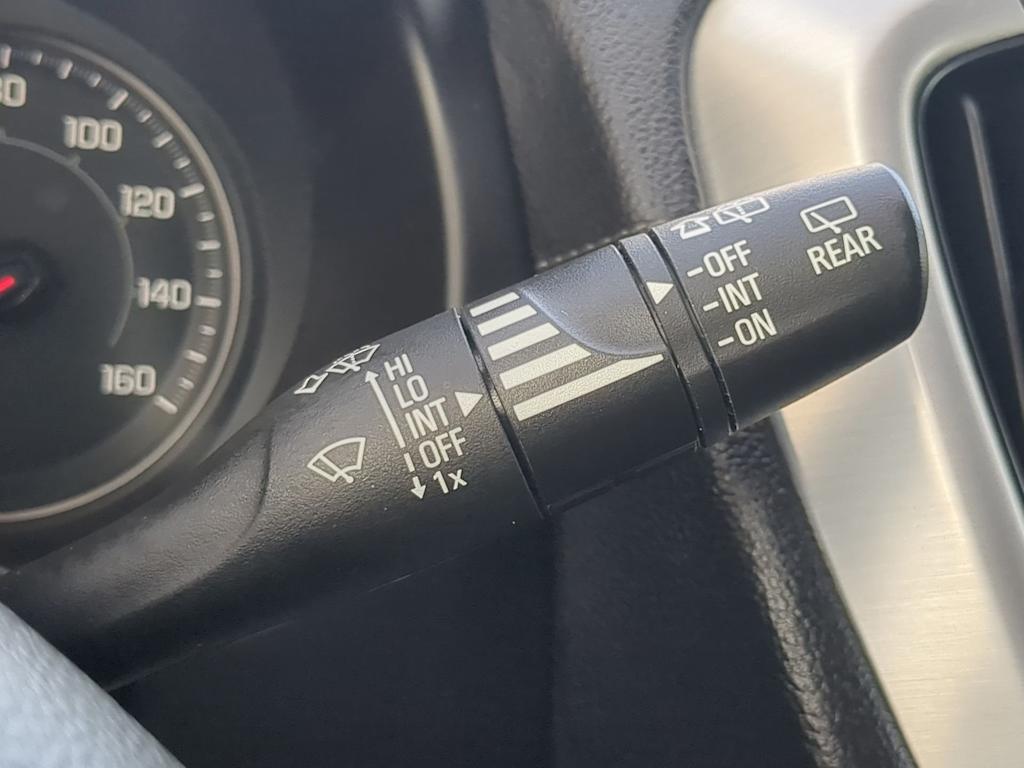 100
120
140
160
HI
LO
INT
OFF
1x
-OFF
-INT
-ON
REAR